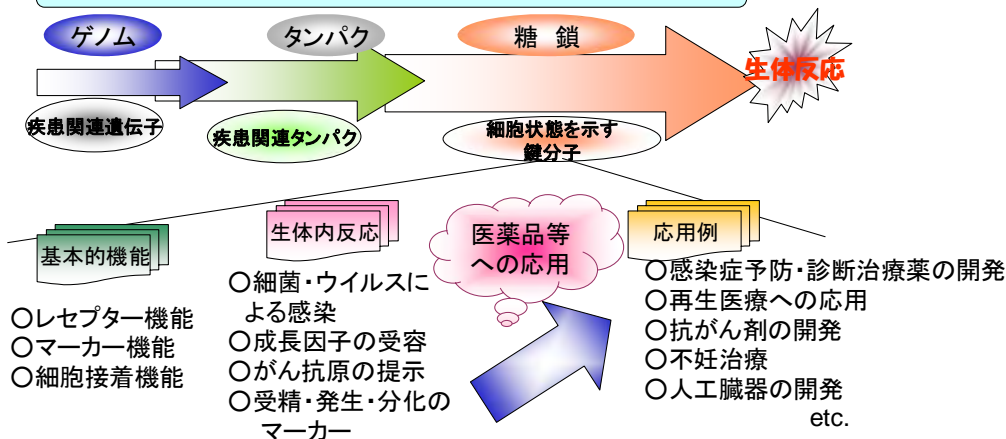 ゲノム
タンパク
糖 鎖
生体反応
疾患関連遺伝子
疾患関連タンパク
細胞状態を示す
鍵分子
基本的機能
○レセプター機能
○マーカー機能
○細胞接着機能
生体内反応
○細菌・ウイルスに
よる感染
○成長因子の受容
○がん抗原の提示
○受精・発生・分化の
マーカー
医薬品等
への応用
応用例
○感染症予防・診断治療薬の開発
○再生医療への応用
○抗がん剤の開発
○不妊治療
○人工臓器の開発
etc.